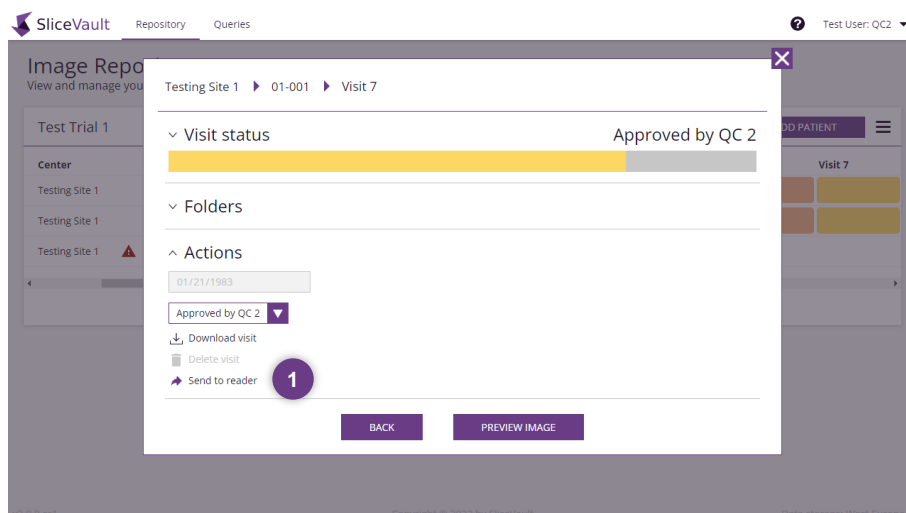 SliceVault Repository Queries ? Test User: QC2
Image Repo
View and manage you
Testing Site 1 01-001 Visit 7
Test Trial 1
DD PATIENT
Visit status Approved by QC 2
Center Visit 7
Testing Site 1
Testing Site 1
Testing Site 1
Folders
Actions
01/21/1983
Approved by QC 2
Download visit
Delete visit
Send to reader 1
BACK PREVIEW IMAGE